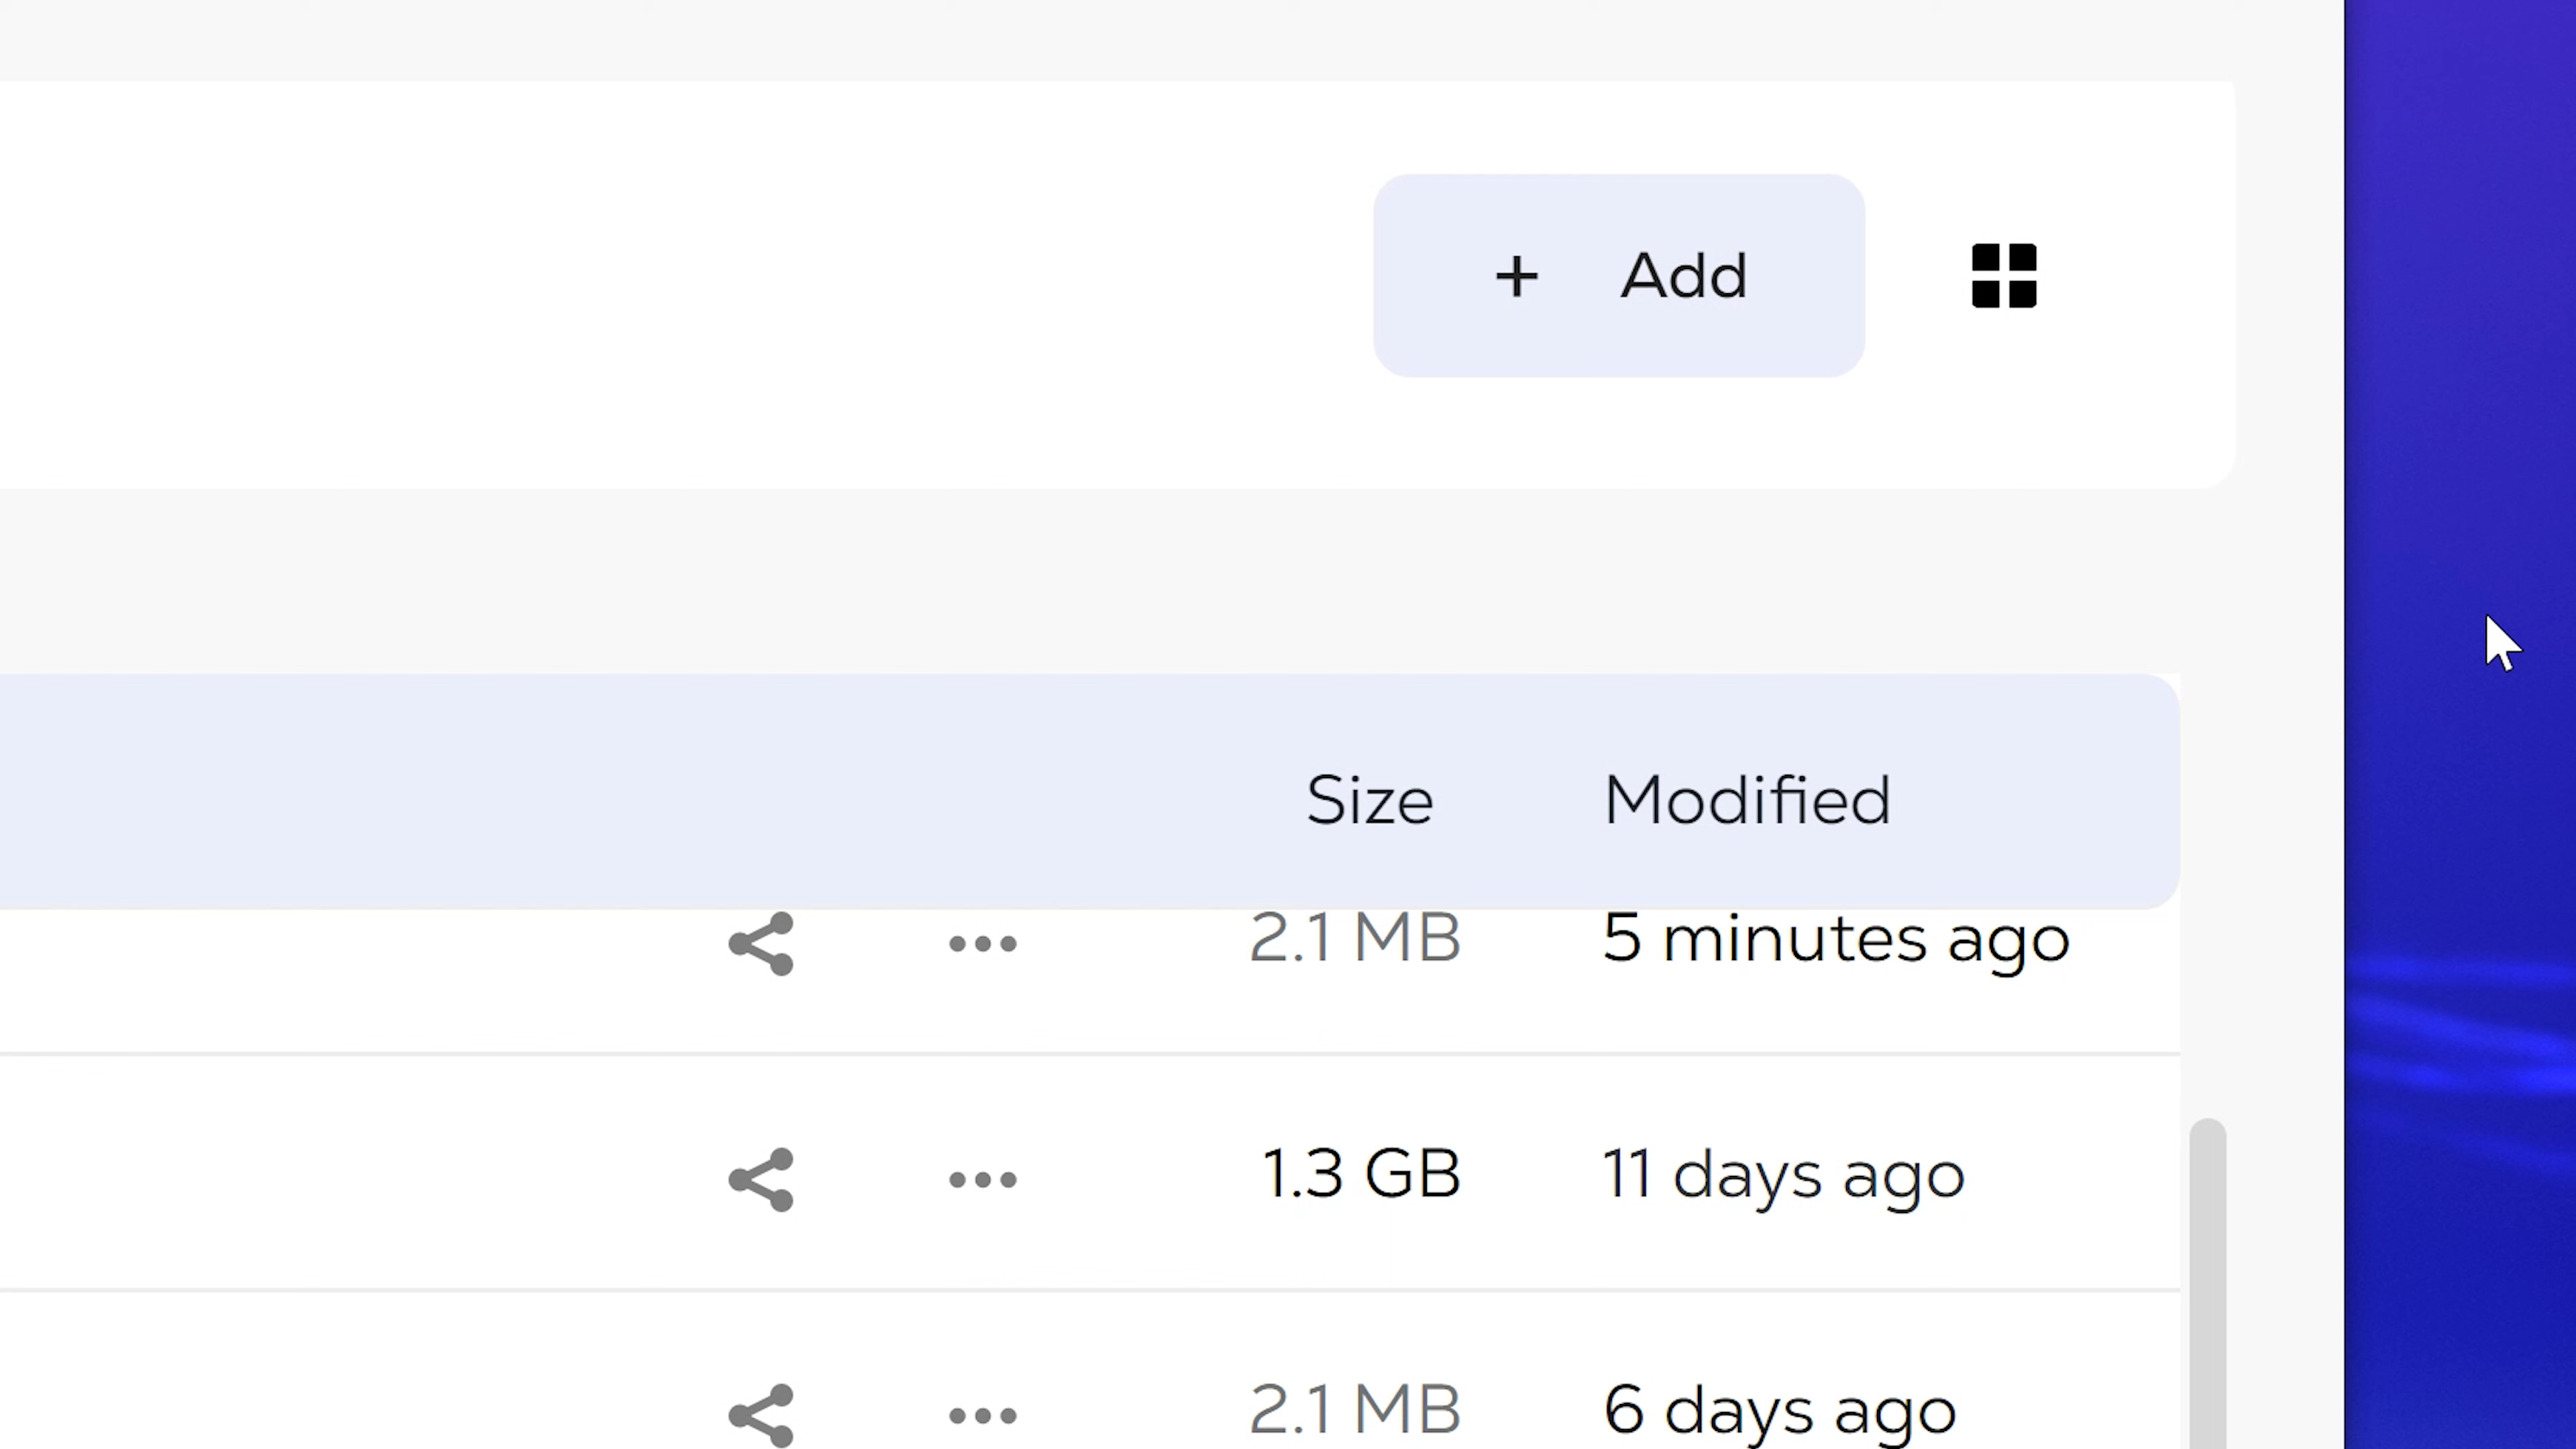 + Add
Size Modified
2.1 MB 5 minutes ago
1.3 GB 11 days ago
2.1 MB 6 days ago